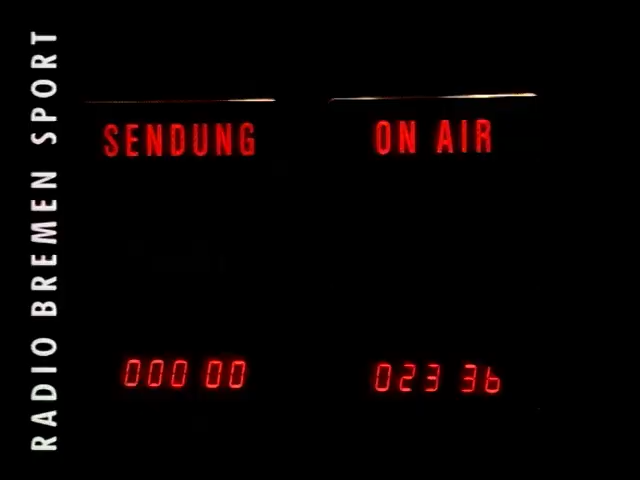 RADIO BREMEN SPORT
SENDUNG
ON AIR
000 00
023 36